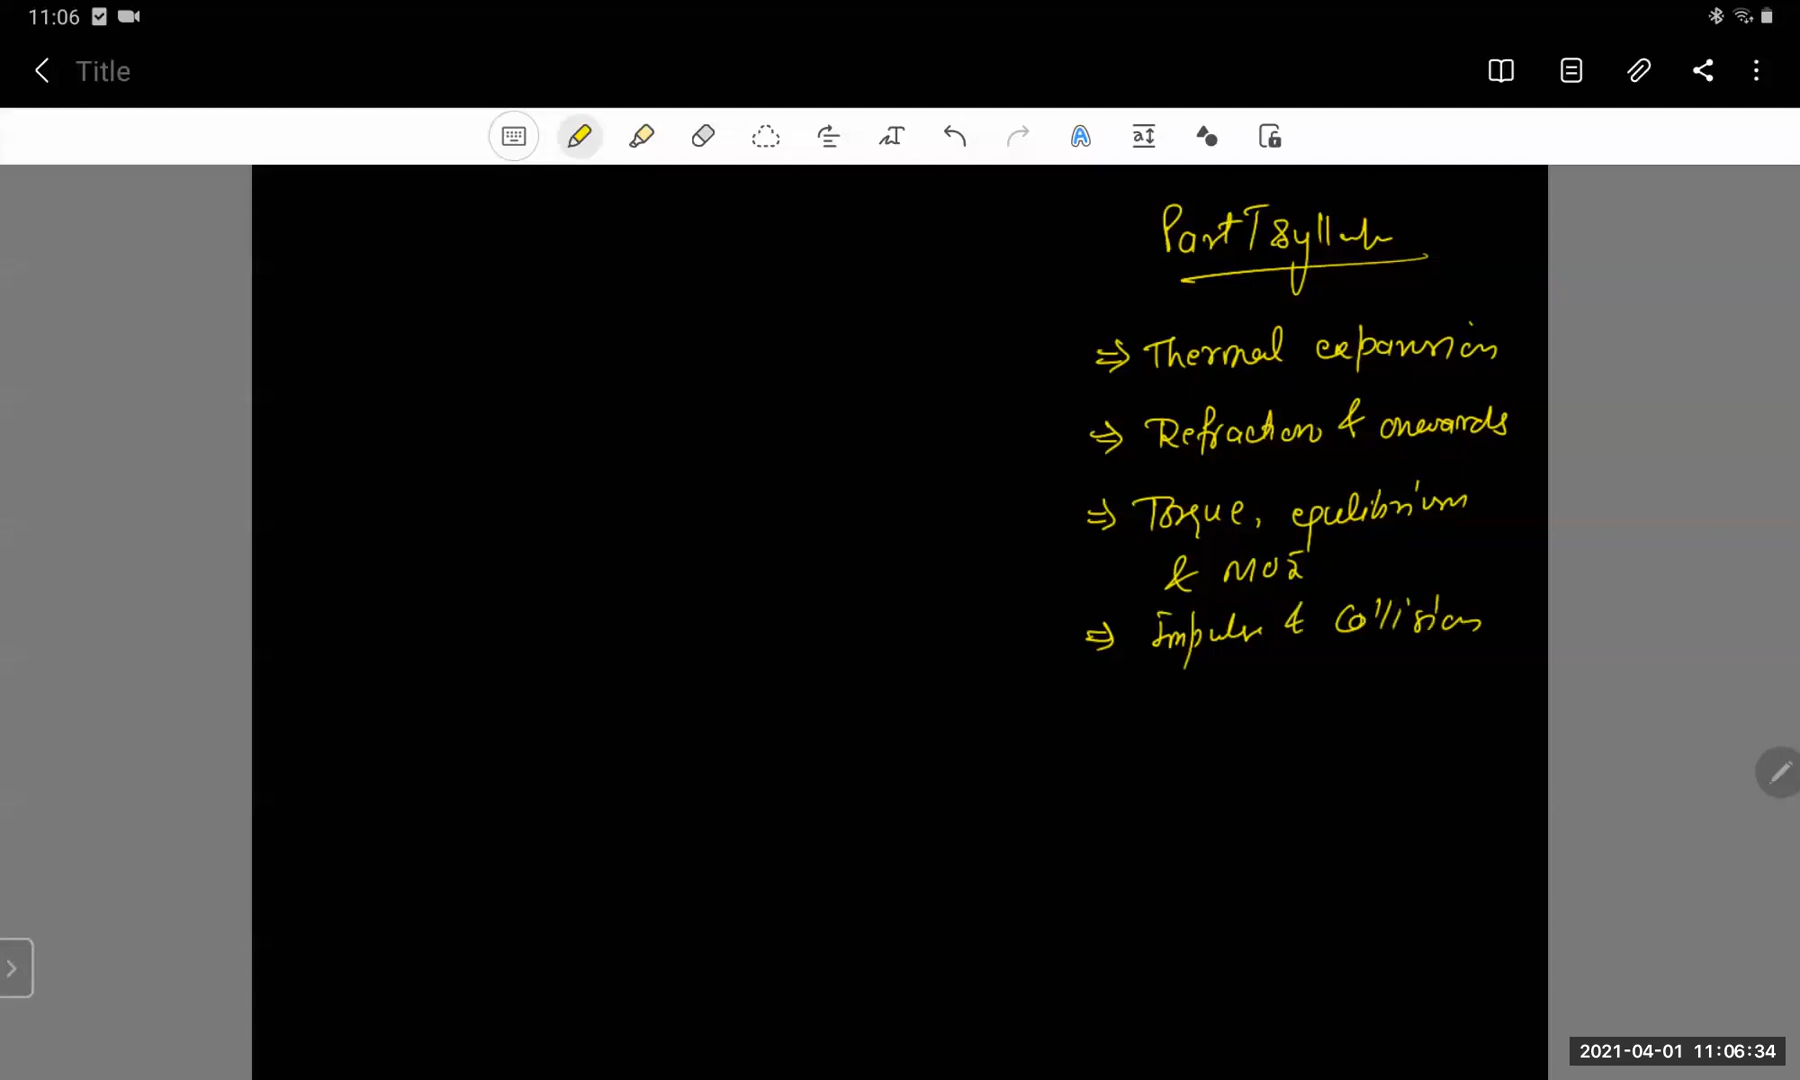 11:06
Title
Part T Syllab
⇒ Thermal expansion
⇒ Refraction & onwards
⇒ Torque, equilibrium
& MOI
⇒ Impulse & Collision
2021-04-01 11:06:34